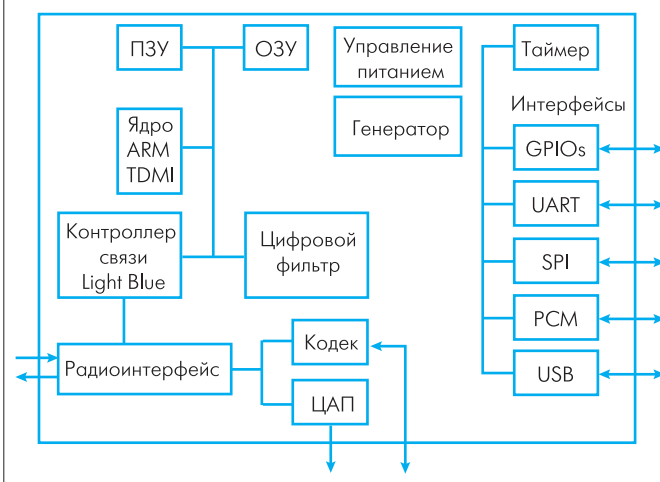 ПЗУ
ОЗУ
Управление
питанием
Таймер
Генератор
Интерфейсы
Ядро
ARM
TDMI
GPIOs
UART
Контроллер
связи
Light Blue
Цифровой
фильтр
SPI
PCM
Радиоинтерфейс
Кодек
USB
ЦАП